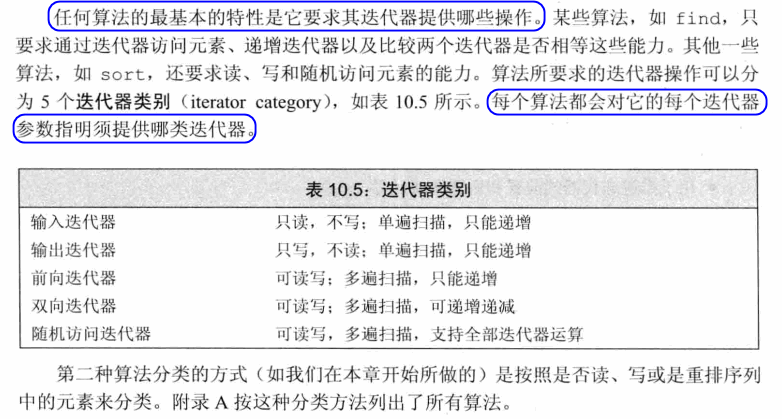 任何算法的最基本的特性是它要求其迭代器提供哪些操作。某些算法，如 find，只
要求通过迭代器访问元素、递增迭代器以及比较两个迭代器是否相等这些能力。其他一些
算法，如 sort，还要求读、写和随机访问元素的能力。算法所要求的迭代器操作可以分
为 5 个迭代器类别（iterator category），如表 10.5 所示。每个算法都会对它的每个迭代器
参数指明须提供哪类迭代器。
表 10.5：迭代器类别
输入迭代器 只读，不写；单遍扫描，只能递增
输出迭代器 只写，不读；单遍扫描，只能递增
前向迭代器 可读写；多遍扫描，只能递增
双向迭代器 可读写；多遍扫描，可递增递减
随机访问迭代器 可读写，多遍扫描，支持全部迭代器运算
第二种算法分类的方式（如我们在本章开始所做的）是按照是否读、写或是重排序列
中的元素来分类。附录 A 按这种分类方法列出了所有算法。